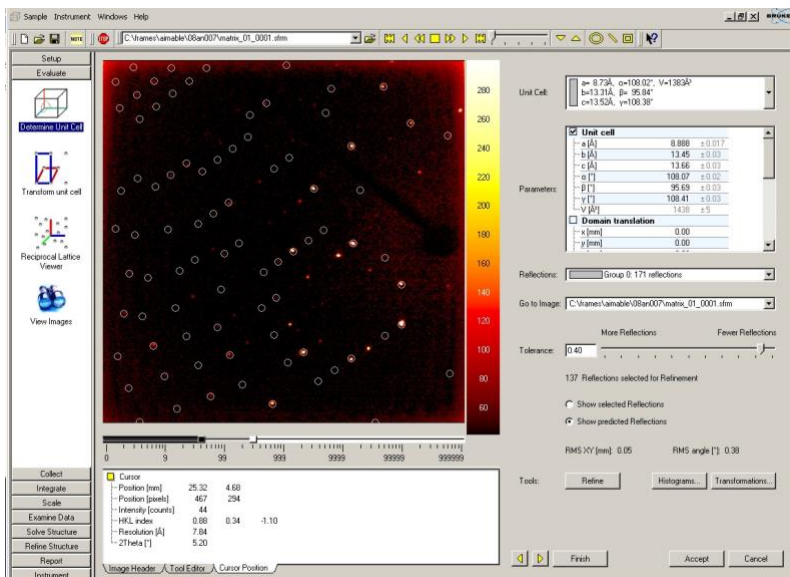 Sample Instrument Windows Help
BRUKE
NOTE
STOP
C:\frames\aimable\08an007\matrix_01_0001.sfrm
Setup
Evaluate
Determine Unit Cell
Transform unit cell
Reciprocal Lattice
Viewer
View Images
Collect
Integrate
Scale
Examine Data
Solve Structure
Refine Structure
Report
Instrument
280
260
240
220
200
180
160
140
120
100
80
60
0 9 99 999 9999 99999 999999
Cursor
Position [mm] 25.32 4.68
Position [pixels] 467 294
Intensity [counts] 44
HKL index 0.88 0.34 -1.10
Resolution [Å] 7.84
2Theta [°] 5.20
Image Header Tool Editor Cursor Position
Unit Cell:
a= 8.73Å, α=108.02°, V=1383Å³
b=13.31Å, β= 95.84°
c=13.52Å, γ=108.38°
Parameters:
Unit cell
a [Å] 8.888 ±0.017
b [Å] 13.45 ±0.03
c [Å] 13.66 ±0.03
α [°] 108.07 ±0.02
β [°] 95.69 ±0.03
γ [°] 108.41 ±0.03
V [Å³] 1438 ±5
Domain translation
x [mm] 0.00
y [mm] 0.00
Reflections: Group 0: 171 reflections
Go to Image: C:\frames\aimable\08an007\matrix_01_0001.sfrm
More Reflections Fewer Reflections
Tolerance: 0.40
137 Reflections selected for Refinement
Show selected Reflections
Show predicted Reflections
RMS XY [mm]: 0.05 RMS angle [°]: 0.38
Tools: Refine Histograms... Transformations...
Finish Accept Cancel